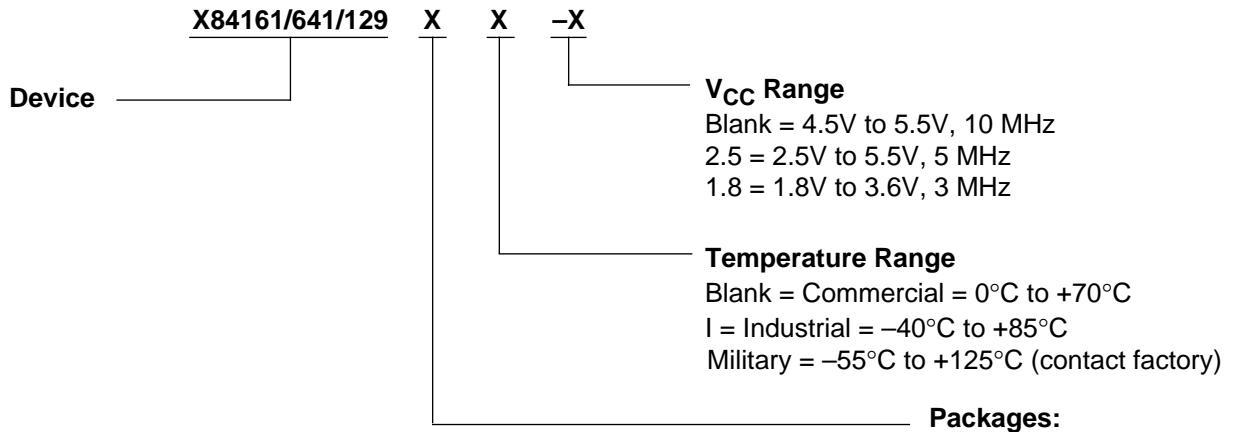 X84161/641/129 X X –X
Device
VCC Range
Blank = 4.5V to 5.5V, 10 MHz
2.5 = 2.5V to 5.5V, 5 MHz
1.8 = 1.8V to 3.6V, 3 MHz
Temperature Range
Blank = Commercial = 0°C to +70°C
I = Industrial = –40°C to +85°C
Military = –55°C to +125°C (contact factory)
Packages: